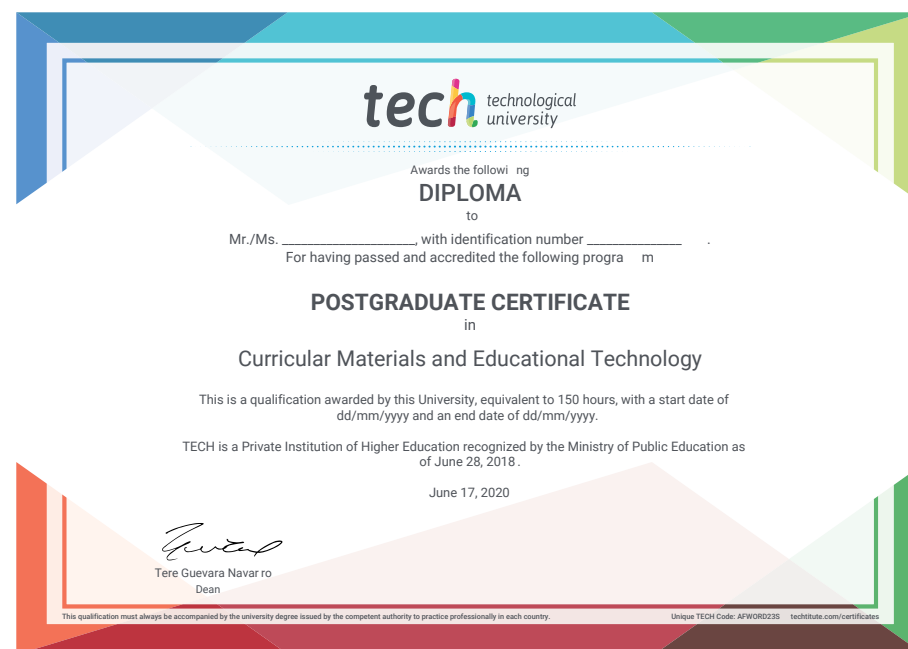 tech technological
university
Awards the followi ng
DIPLOMA
to
Mr./Ms. ____________________, with identification number ______________ .
For having passed and accredited the following progra m
POSTGRADUATE CERTIFICATE
in
Curricular Materials and Educational Technology
This is a qualification awarded by this University, equivalent to 150 hours, with a start date of
dd/mm/yyyy and an end date of dd/mm/yyyy.
TECH is a Private Institution of Higher Education recognized by the Ministry of Public Education as
of June 28, 2018 .
June 17, 2020
Tere Guevara Navar ro
Dean
This qualification must always be accompanied by the university degree issued by the competent authority to practice professionally in each country. Unique TECH Code: AFWORD23S techtitute.com/certificates